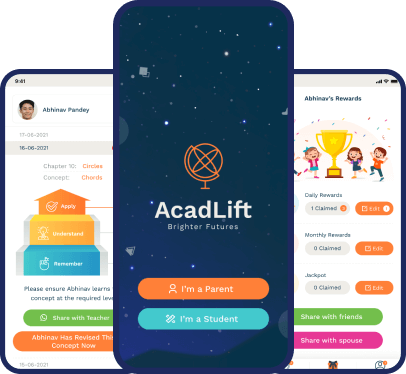 9:41
Abhinav Pandey
17-06-2021
16-06-2021
Chapter 10: Circles
Concept: Chords
Apply
Understand
Remember
Please ensure Abhinav learns
concept at the required leve
Share with Teacher
Abhinav Has Revised This
Concept Now
15-06-2021
AcadLift
Brighter Futures
I'm a Parent
I'm a Student
Abhinav's Rewards
Daily Rewards
1 Claimed
Edit
Monthly Rewards
0 Claimed
Edit
Jackpot
0 Claimed
Edit
Share with friends
Share with spouse